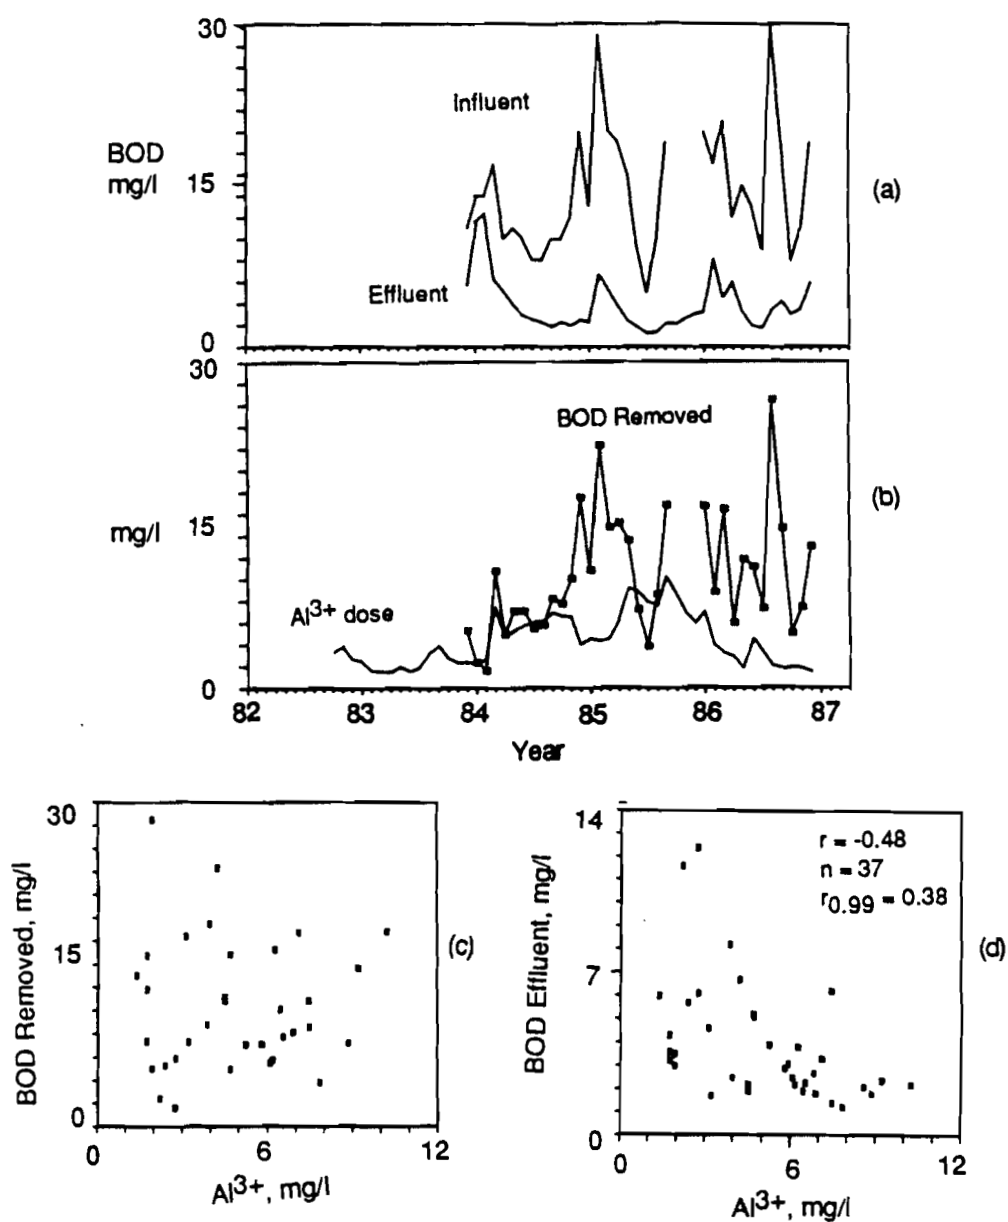 30
Influent
BOD
mg/l
15
(a)
Effluent
0
30
BOD Removed
(b)
mg/l
15
Al3+ dose
0
82 83 84 85 86 87
Year
30
BOD Removed, mg/l
15
(c)
0
0 6 12
Al3+, mg/l
14
r = -0.48
n = 37
r0.99 = 0.38
BOD Effluent, mg/l
7
(d)
0
0 6 12
Al3+, mg/l